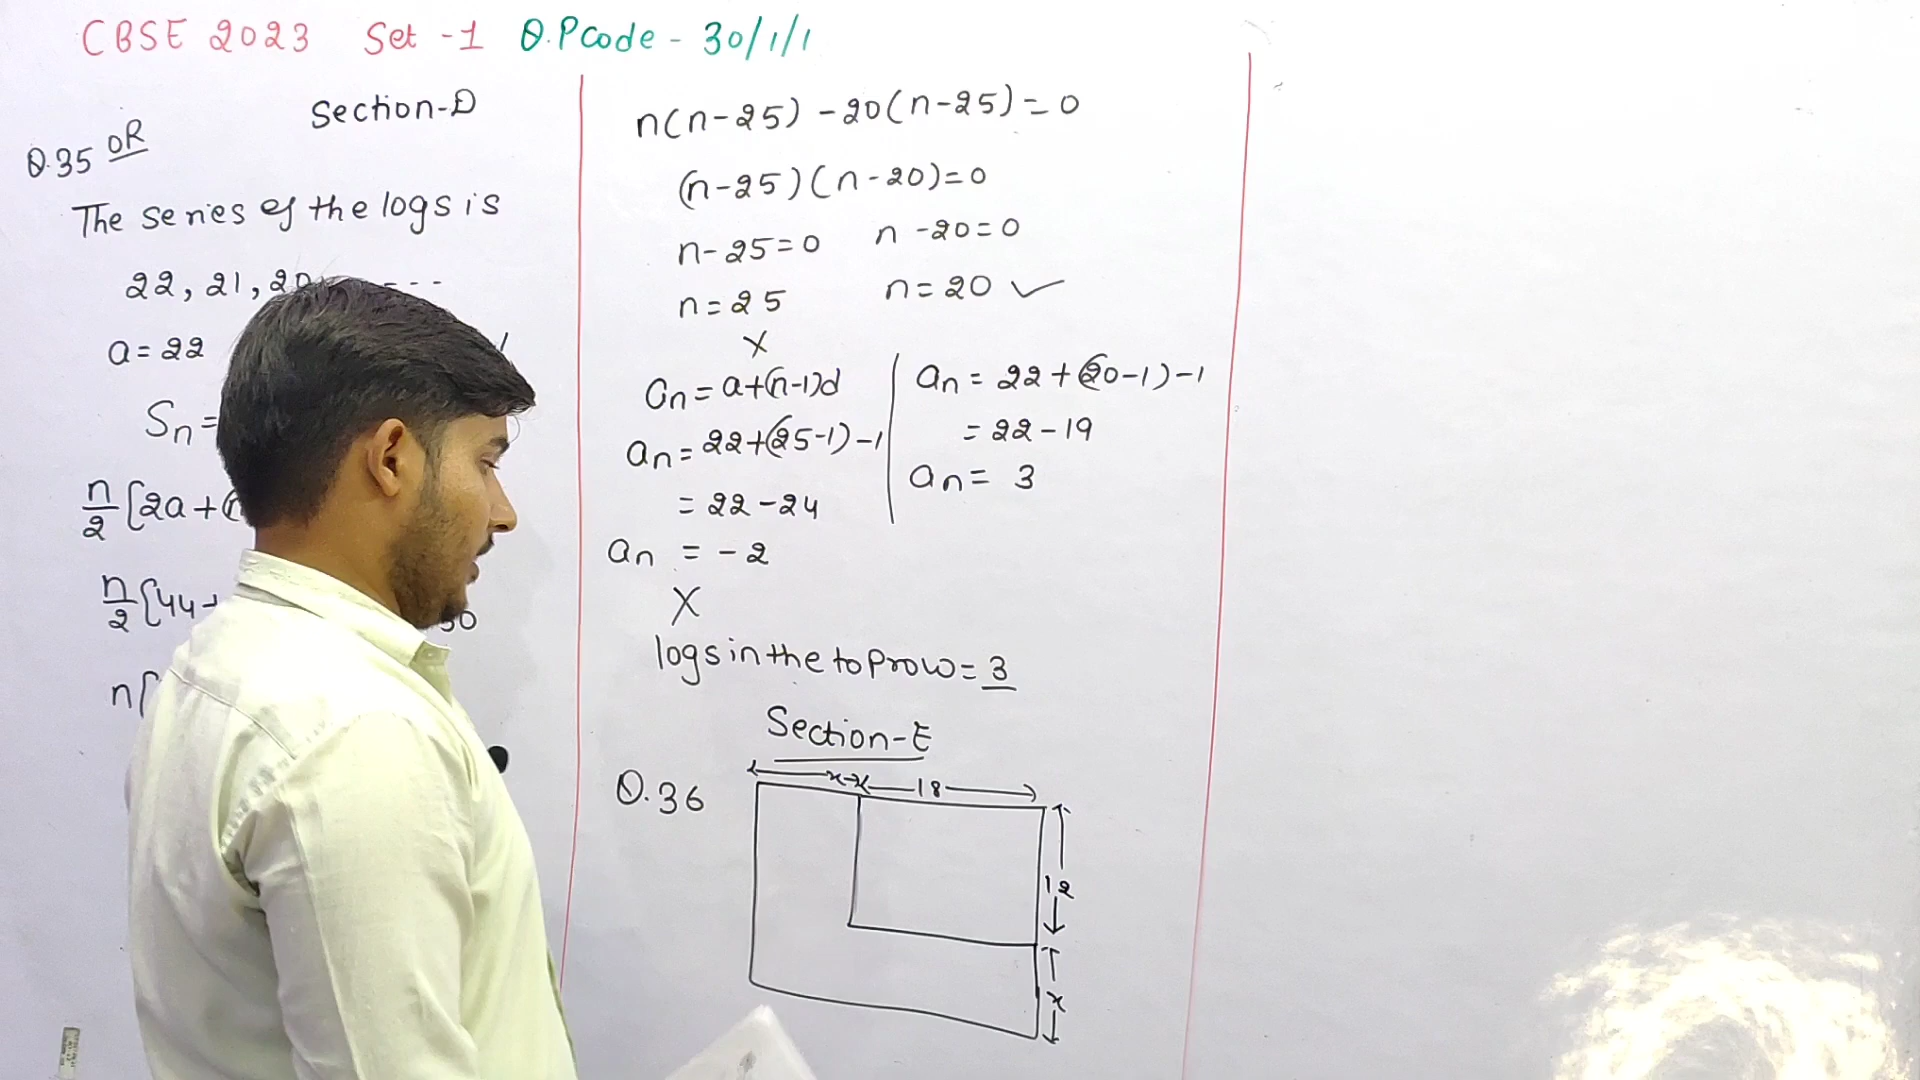 CBSE 2023 Set -1 Q.P Code - 30/1/1
Section-D
Q.35 OR
The series of the logs is
22, 21, 20 - - -
a = 22
Sn =
n/2 [2a + (
n/2 [44 +
n [
n(n-25) -20(n-25) = 0
(n-25)(n-20)=0
n-25=0 n -20=0
n = 25 n = 20 ✓
X
an = a+(n-1)d
an = 22+(25-1)-1
= 22-24
an = -2
X
an = 22+(20-1)-1
= 22-19
an = 3
logs in the top row = 3
Section-E
Q.36
x 18
12
x